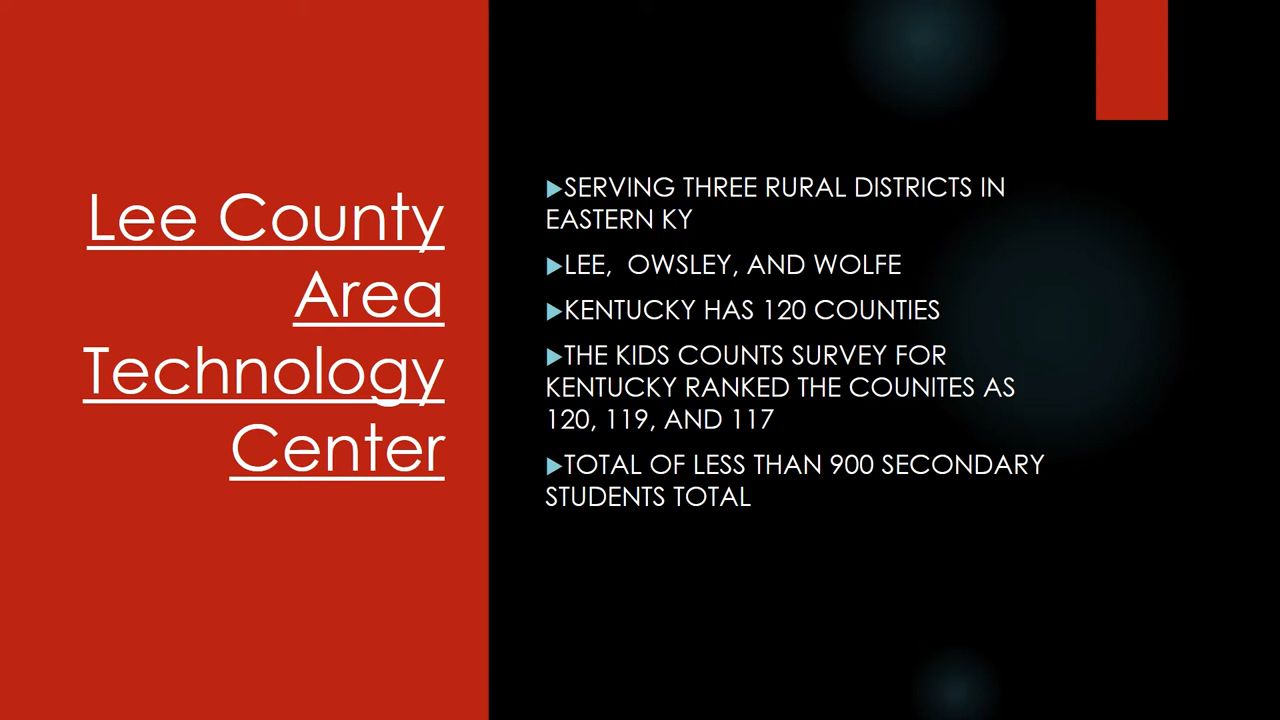 Lee County
Area
Technology
Center
SERVING THREE RURAL DISTRICTS IN
EASTERN KY
LEE,  OWSLEY, AND WOLFE
KENTUCKY HAS 120 COUNTIES
THE KIDS COUNTS SURVEY FOR
KENTUCKY RANKED THE COUNITES AS
120, 119, AND 117
TOTAL OF LESS THAN 900 SECONDARY
STUDENTS TOTAL